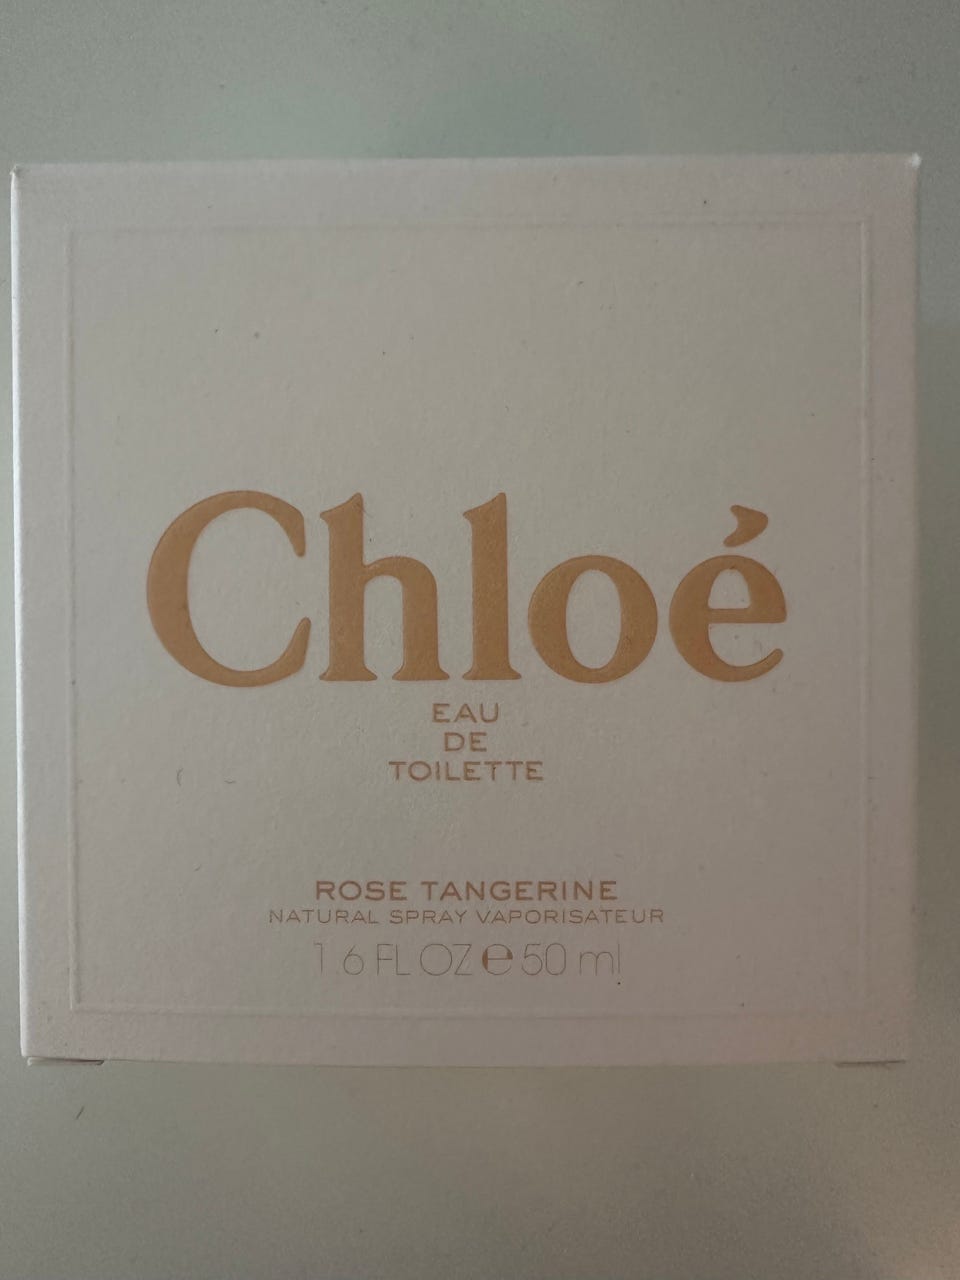 Chloé
EAU
DE
TOILETTE
ROSE TANGERINE
NATURAL SPRAY VAPORISATEUR
1.6 FL OZ ℮ 50 ml